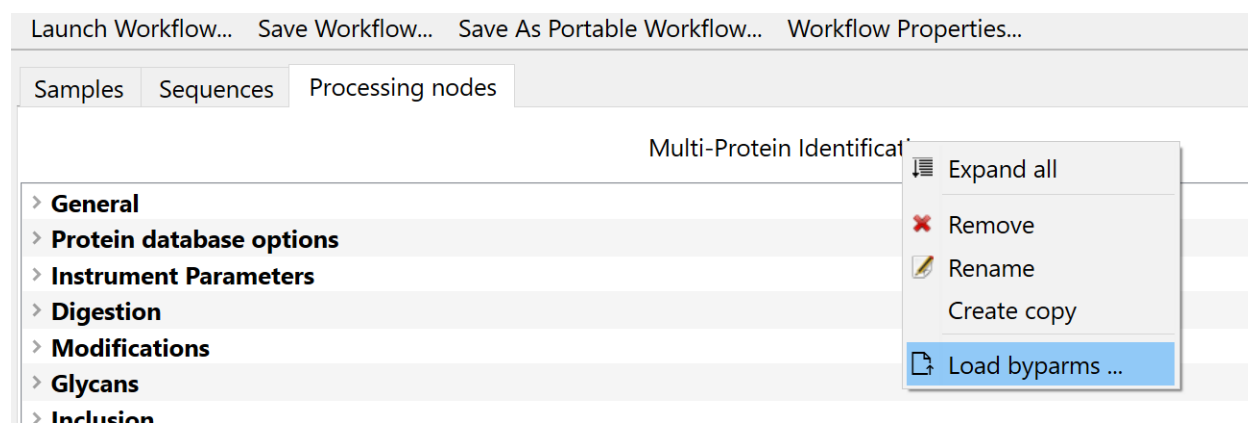 Launch Workflow... Save Workflow... Save As Portable Workflow... Workflow Properties...
Samples Sequences Processing nodes
Multi-Protein
Expand all
Remove
Rename
Create copy
Load byparms ...
General
Protein database options
Instrument Parameters
Digestion
Modifications
Glycans
Inclusion